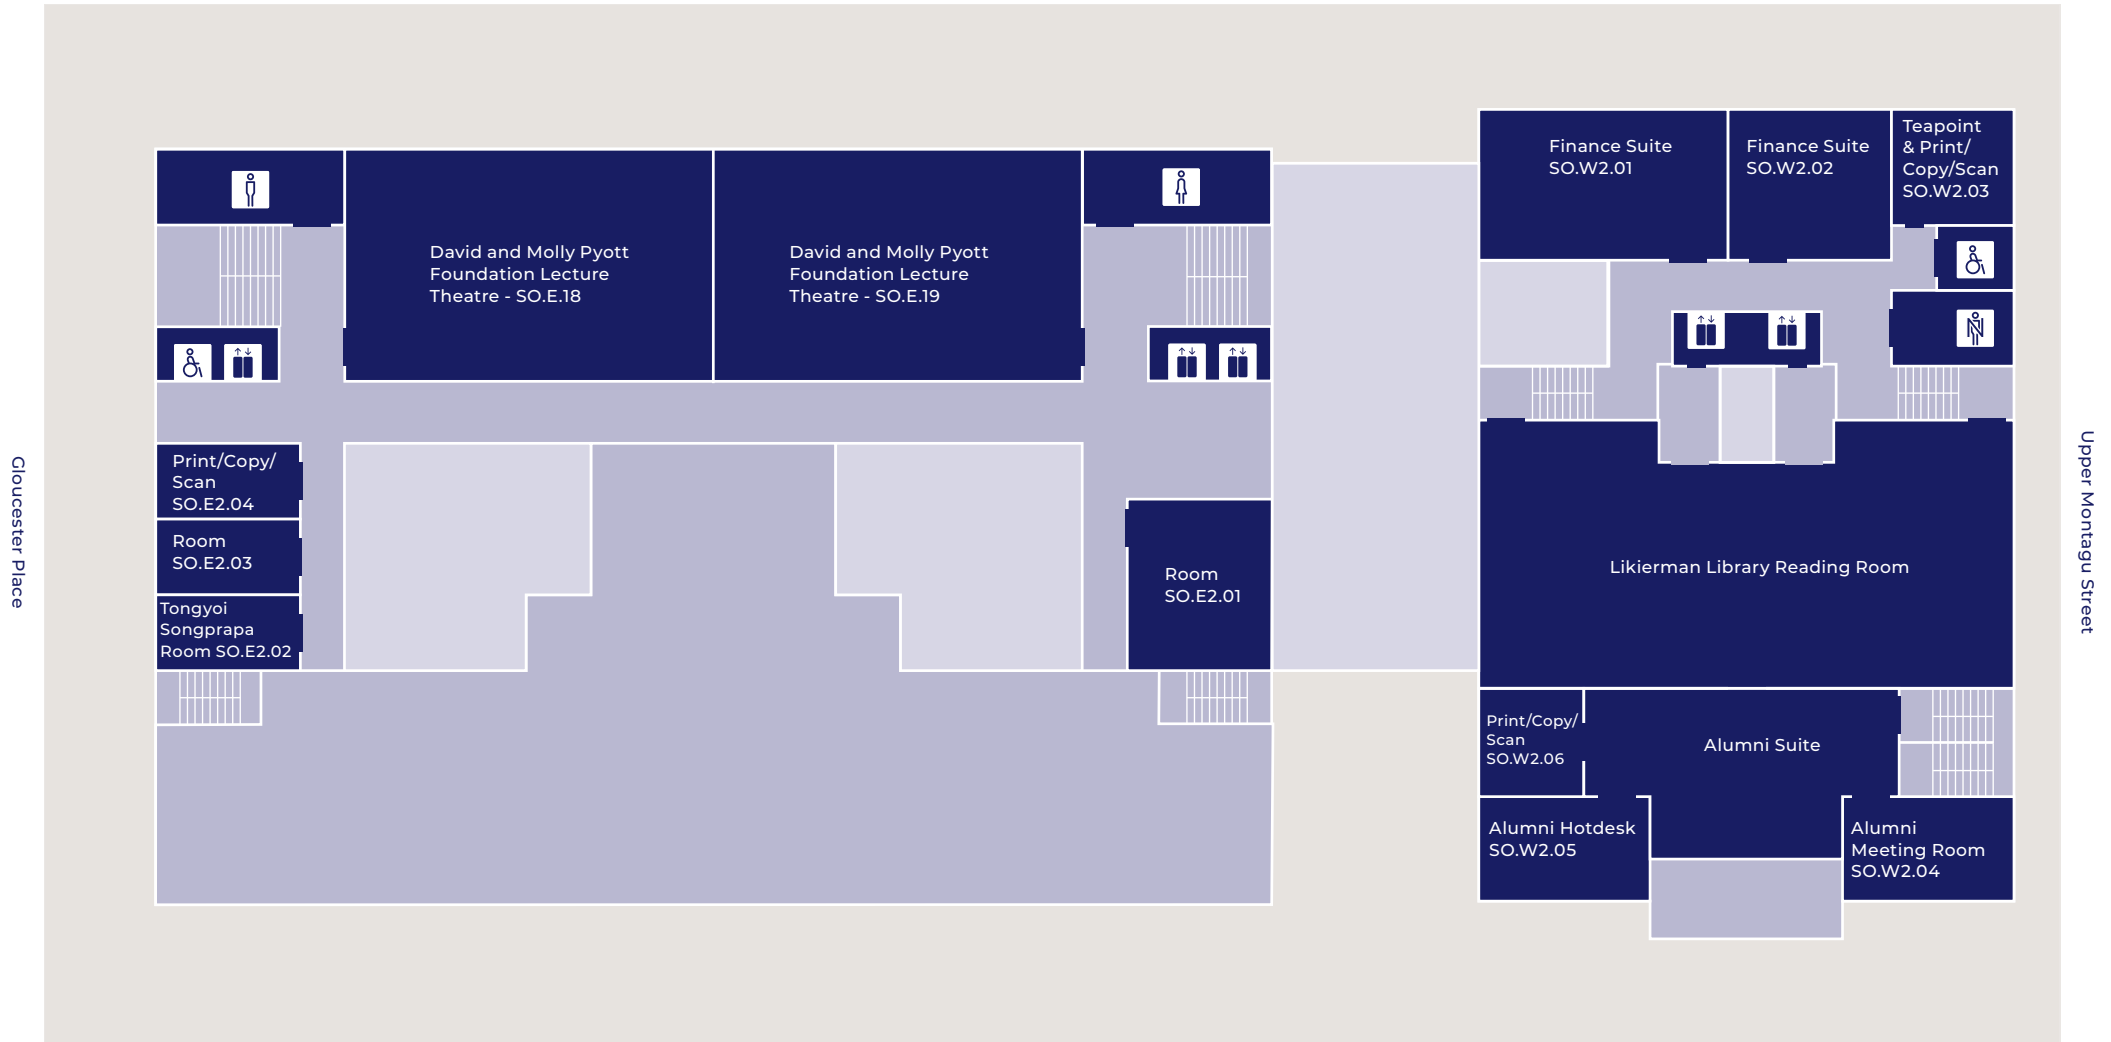 Gloucester Place
David and Molly Pyott
Foundation Lecture
Theatre - SO.E.18
David and Molly Pyott
Foundation Lecture
Theatre - SO.E.19
Print/Copy/
Scan
SO.E2.04
Room
SO.E2.03
Tongyoi
Songprapa
Room SO.E2.02
Room
SO.E2.01
Finance Suite
SO.W2.01
Finance Suite
SO.W2.02
Teapoint
& Print/
Copy/Scan
SO.W2.03
Likierman Library Reading Room
Print/Copy/
Scan
SO.W2.06
Alumni Suite
Alumni Hotdesk
SO.W2.05
Alumni
Meeting Room
SO.W2.04
Upper Montagu Street